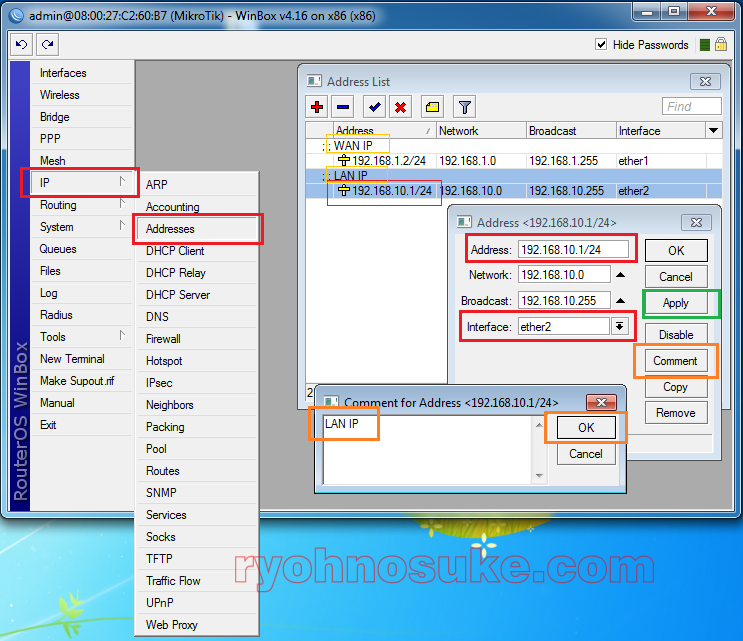 admin@08:00:27:C2:60:B7 (MikroTik) - WinBox v4.16 on x86 (x86)
Hide Passwords
RouterOS WinBox
Interfaces
Wireless
Bridge
PPP
Mesh
IP
Routing
System
Queues
Files
Log
Radius
Tools
New Terminal
Make Supout.rif
Manual
Exit
ARP
Accounting
Addresses
DHCP Client
DHCP Relay
DHCP Server
DNS
Firewall
Hotspot
IPsec
Neighbors
Packing
Pool
Routes
SNMP
Services
Socks
TFTP
Traffic Flow
UPnP
Web Proxy
Address List
Find
Address / Network Broadcast Interface
;;; WAN IP
192.168.1.2/24 192.168.1.0 192.168.1.255 ether1
;;; LAN IP
192.168.10.1/24 192.168.10.0 192.168.10.255 ether2
2
Address <192.168.10.1/24>
Address: 192.168.10.1/24
Network: 192.168.10.0
Broadcast: 192.168.10.255
Interface: ether2
OK
Cancel
Apply
Disable
Comment
Copy
Remove
Comment for Address <192.168.10.1/24>
LAN IP
OK
Cancel
ryohnosuke.com